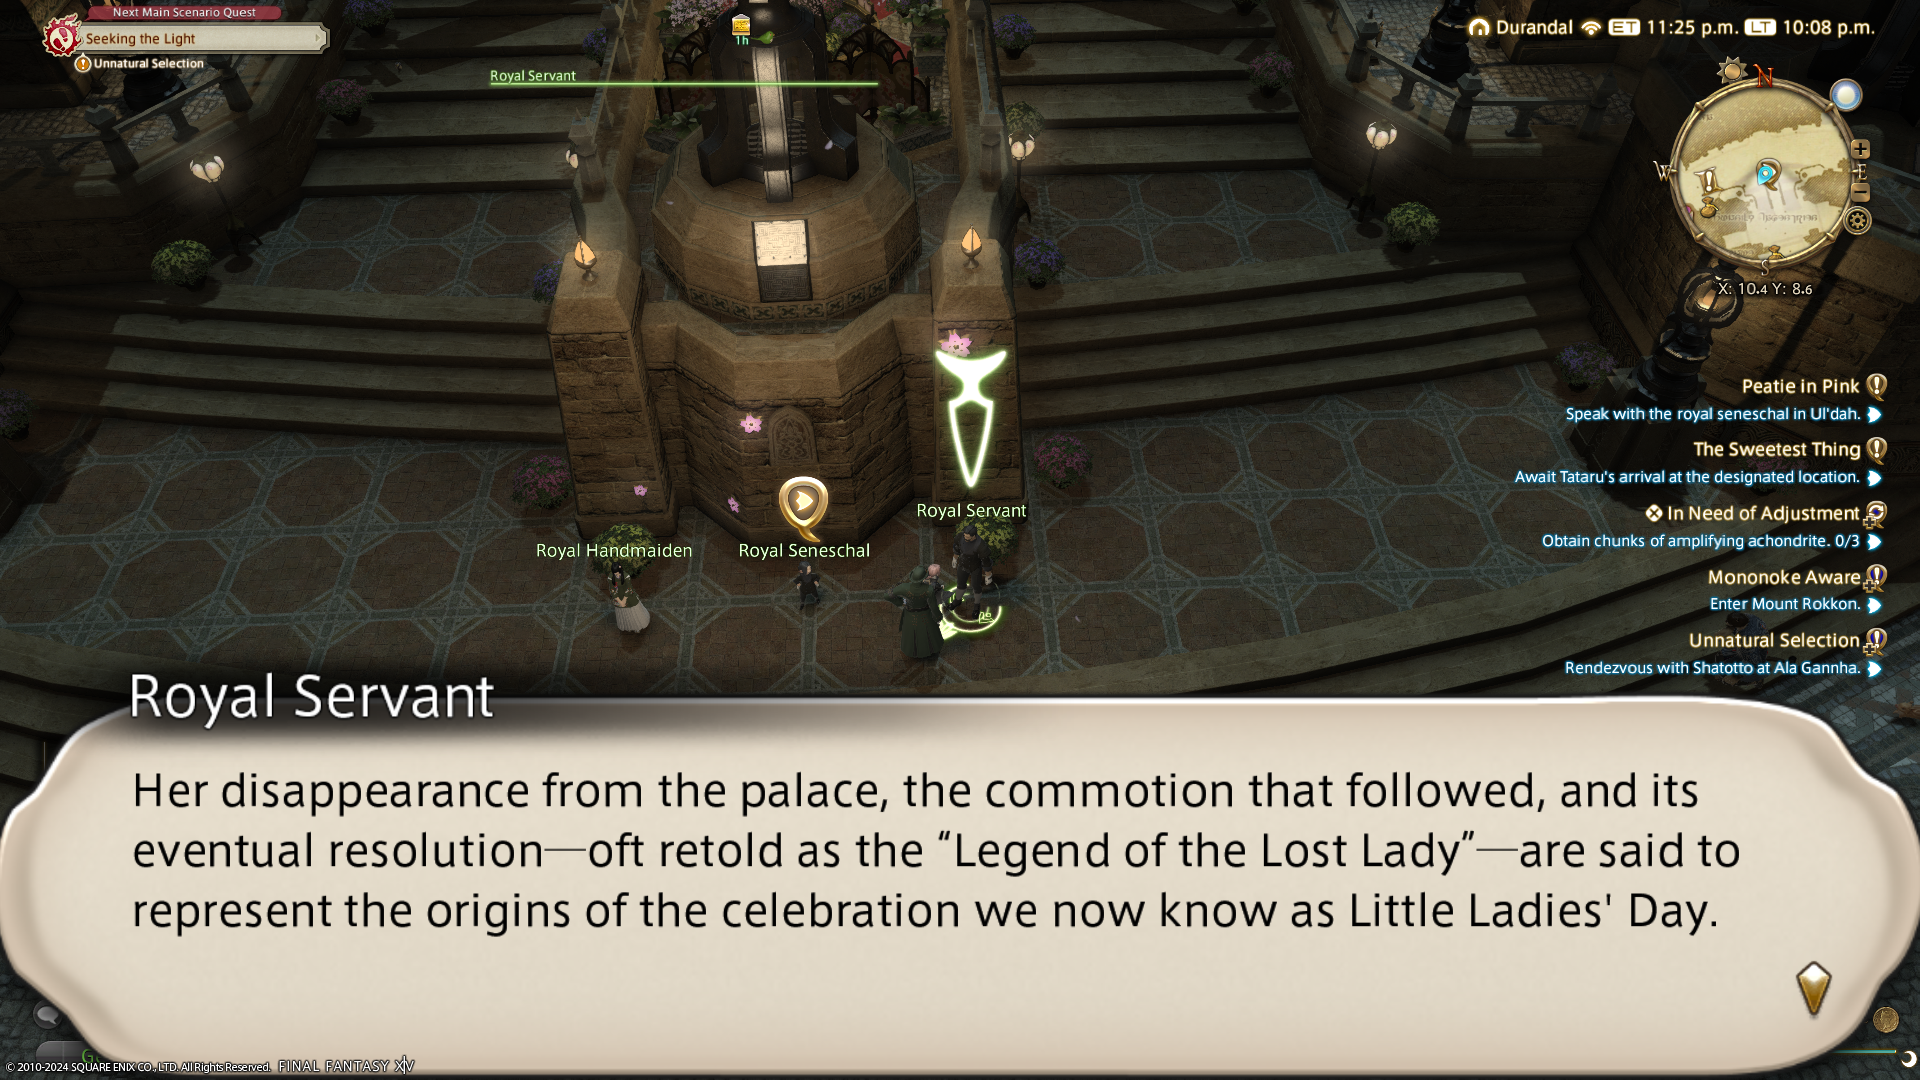 Next Main Scenario Quest
Seeking the Light
Unnatural Selection
1h
Royal Servant
Durandal ET 11:25 p.m. LT 10:08 p.m.
N
W
E
S
X: 10.4 Y: 8.6
Peatie in Pink
Speak with the royal seneschal in Ul'dah.
The Sweetest Thing
Await Tataru's arrival at the designated location.
In Need of Adjustment
Obtain chunks of amplifying achondrite. 0/3
Mononoke Aware
Enter Mount Rokkon.
Unnatural Selection
Rendezvous with Shatotto at Ala Gannha.
Royal Servant
Royal Handmaiden
Royal Seneschal
Royal Servant
Her disappearance from the palace, the commotion that followed, and its
eventual resolution—oft retold as the “Legend of the Lost Lady”—are said to
represent the origins of the celebration we now know as Little Ladies' Day.
© 2010-2024 SQUARE ENIX CO., LTD. All Rights Reserved. FINAL FANTASY XIV